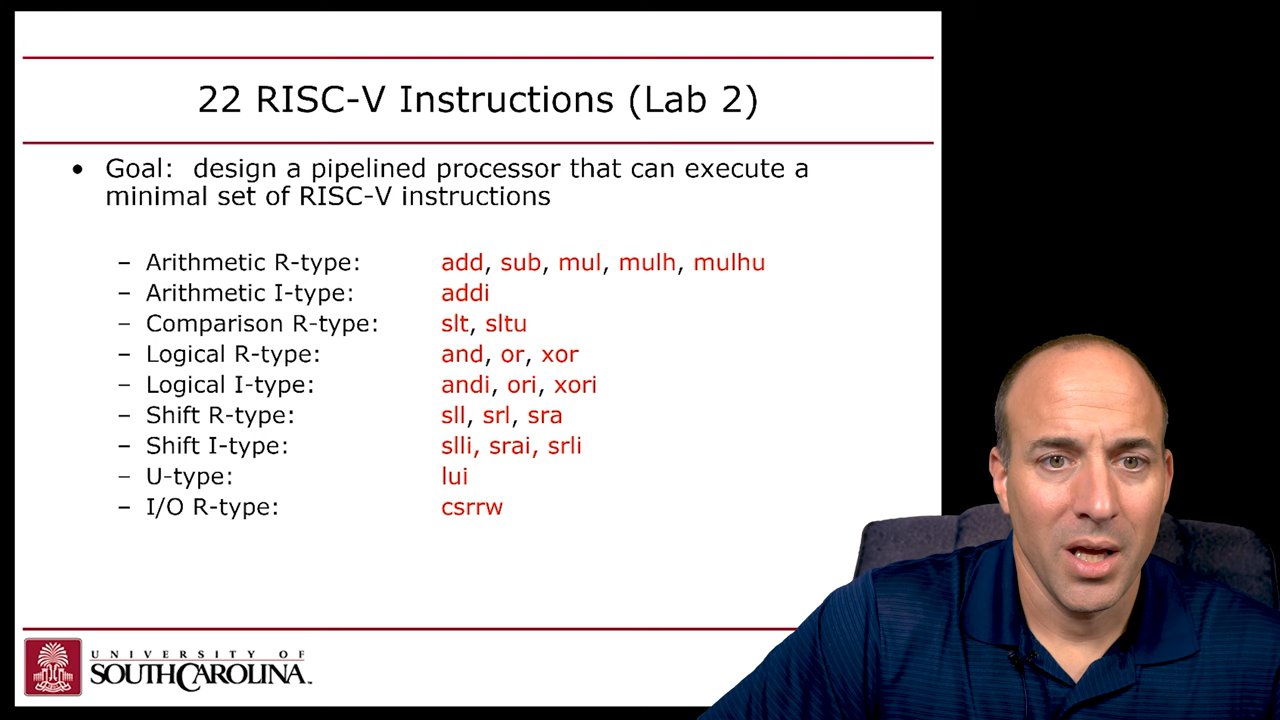 22 RISC-V Instructions (Lab 2)
• Goal: design a pipelined processor that can execute a
minimal set of RISC-V instructions
– Arithmetic R-type: add, sub, mul, mulh, mulhu
– Arithmetic I-type: addi
– Comparison R-type: slt, sltu
– Logical R-type: and, or, xor
– Logical I-type: andi, ori, xori
– Shift R-type: sll, srl, sra
– Shift I-type: slli, srai, srli
– U-type: lui
– I/O R-type: csrrw
UNIVERSITY OF
SOUTH CAROLINA